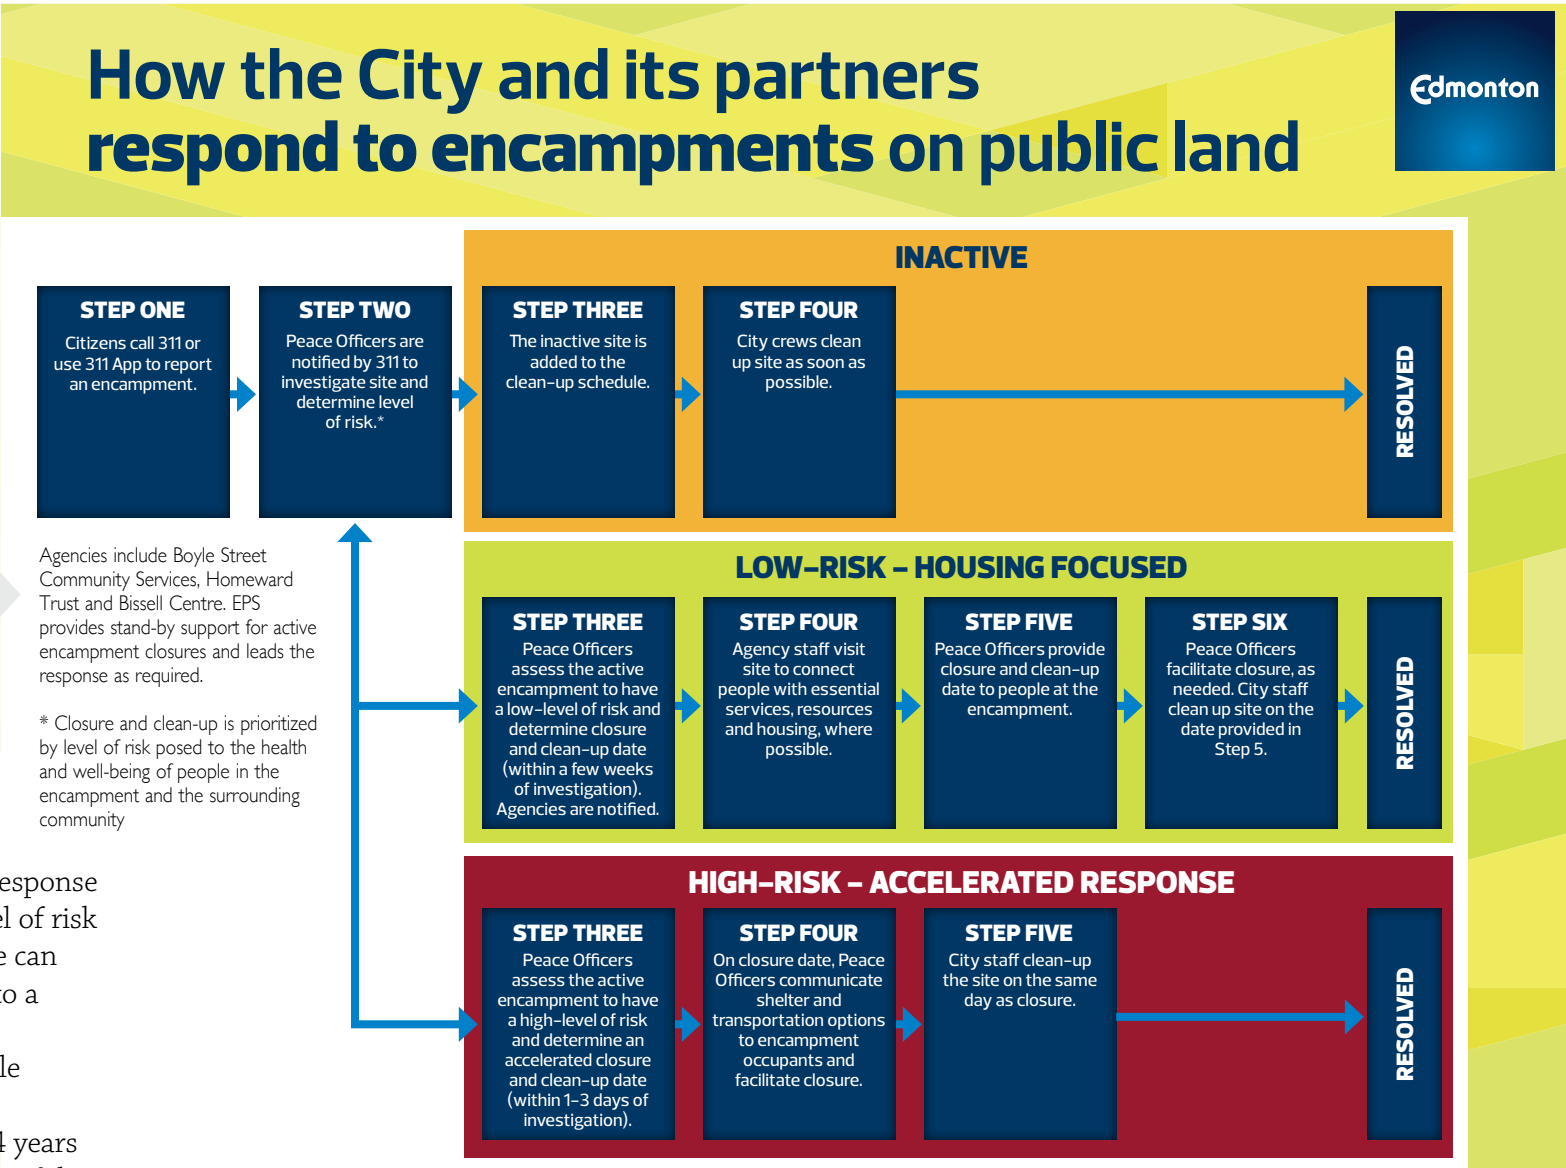 How the City and its partners
respond to encampments on public land
Edmonton
STEP ONE
Citizens call 311 or
use 311 App to report
an encampment.
STEP TWO
Peace Officers are
notified by 311 to
investigate site and
determine level
of risk.*
INACTIVE
STEP THREE
The inactive site is
added to the
clean-up schedule.
STEP FOUR
City crews clean
up site as soon as
possible.
RESOLVED
Agencies include Boyle Street
Community Services, Homeward
Trust and Bissell Centre. EPS
provides stand-by support for active
encampment closures and leads the
response as required.
* Closure and clean-up is prioritized
by level of risk posed to the health
and well-being of people in the
encampment and the surrounding
community
LOW-RISK - HOUSING FOCUSED
STEP THREE
Peace Officers
assess the active
encampment to have
a low-level of risk and
determine closure
and clean-up date
(within a few weeks
of investigation).
Agencies are notified.
STEP FOUR
Agency staff visit
site to connect
people with essential
services, resources
and housing, where
possible.
STEP FIVE
Peace Officers provide
closure and clean-up
date to people at the
encampment.
STEP SIX
Peace Officers
facilitate closure, as
needed. City staff
clean up site on the
date provided in
Step 5.
RESOLVED
HIGH-RISK - ACCELERATED RESPONSE
STEP THREE
Peace Officers
assess the active
encampment to have
a high-level of risk
and determine an
accelerated closure
and clean-up date
(within 1-3 days of
investigation).
STEP FOUR
On closure date, Peace
Officers communicate
shelter and
transportation options
to encampment
occupants and
facilitate closure.
STEP FIVE
City staff clean-up
the site on the same
day as closure.
RESOLVED
esponse
el of risk
e can
to a
le
4 years